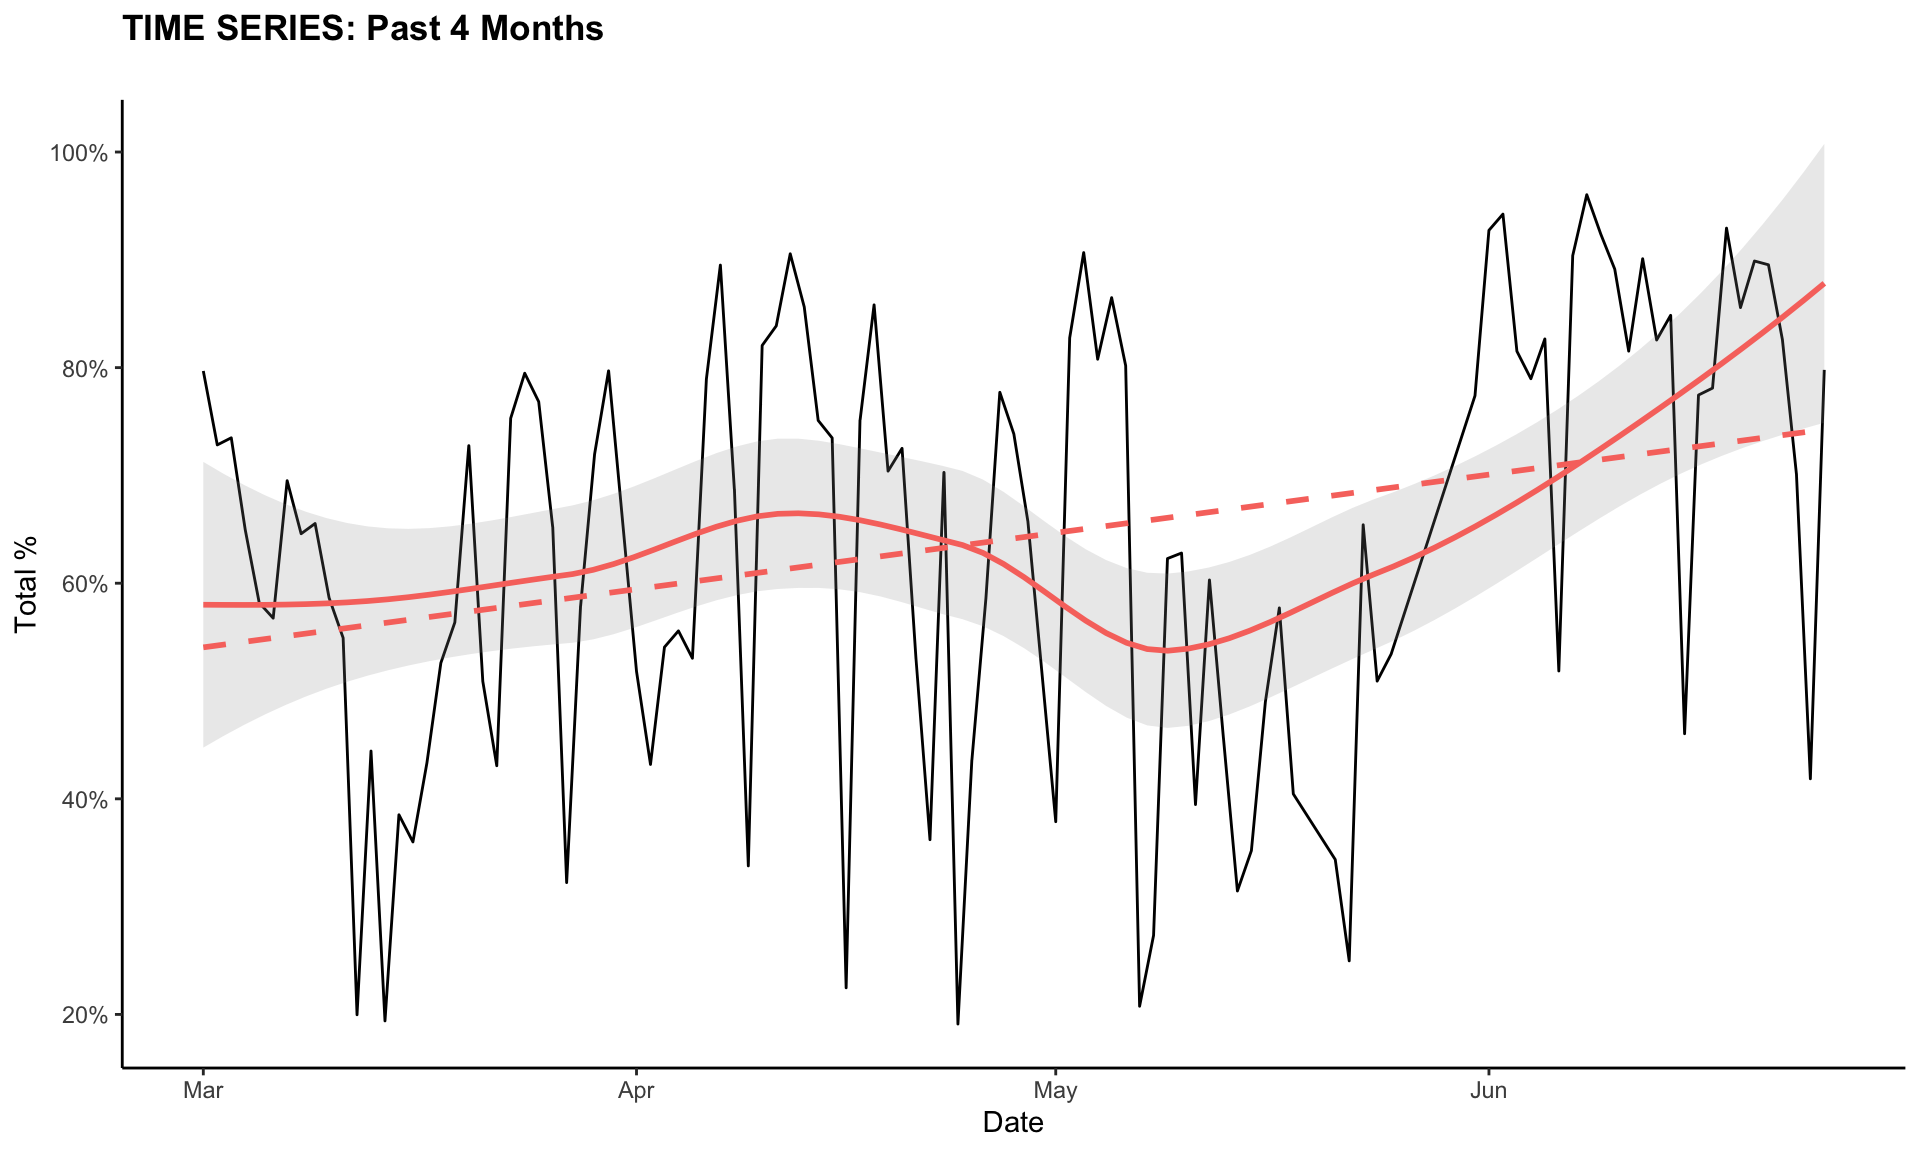 TIME SERIES: Past 4 Months
100%
80%
60%
40%
20%
Total %
Mar Apr May Jun
Date